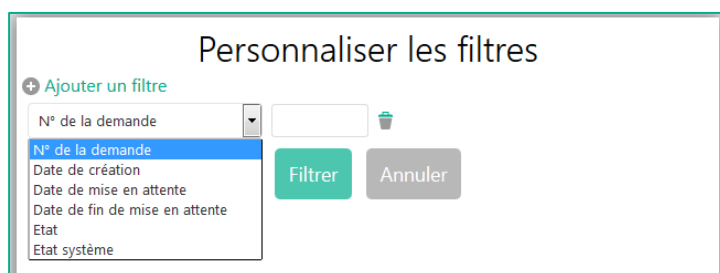 Personnaliser les filtres
Ajouter un filtre
N° de la demande
N° de la demande
Date de création
Date de mise en attente
Date de fin de mise en attente
Etat
Etat système
Filtrer
Annuler